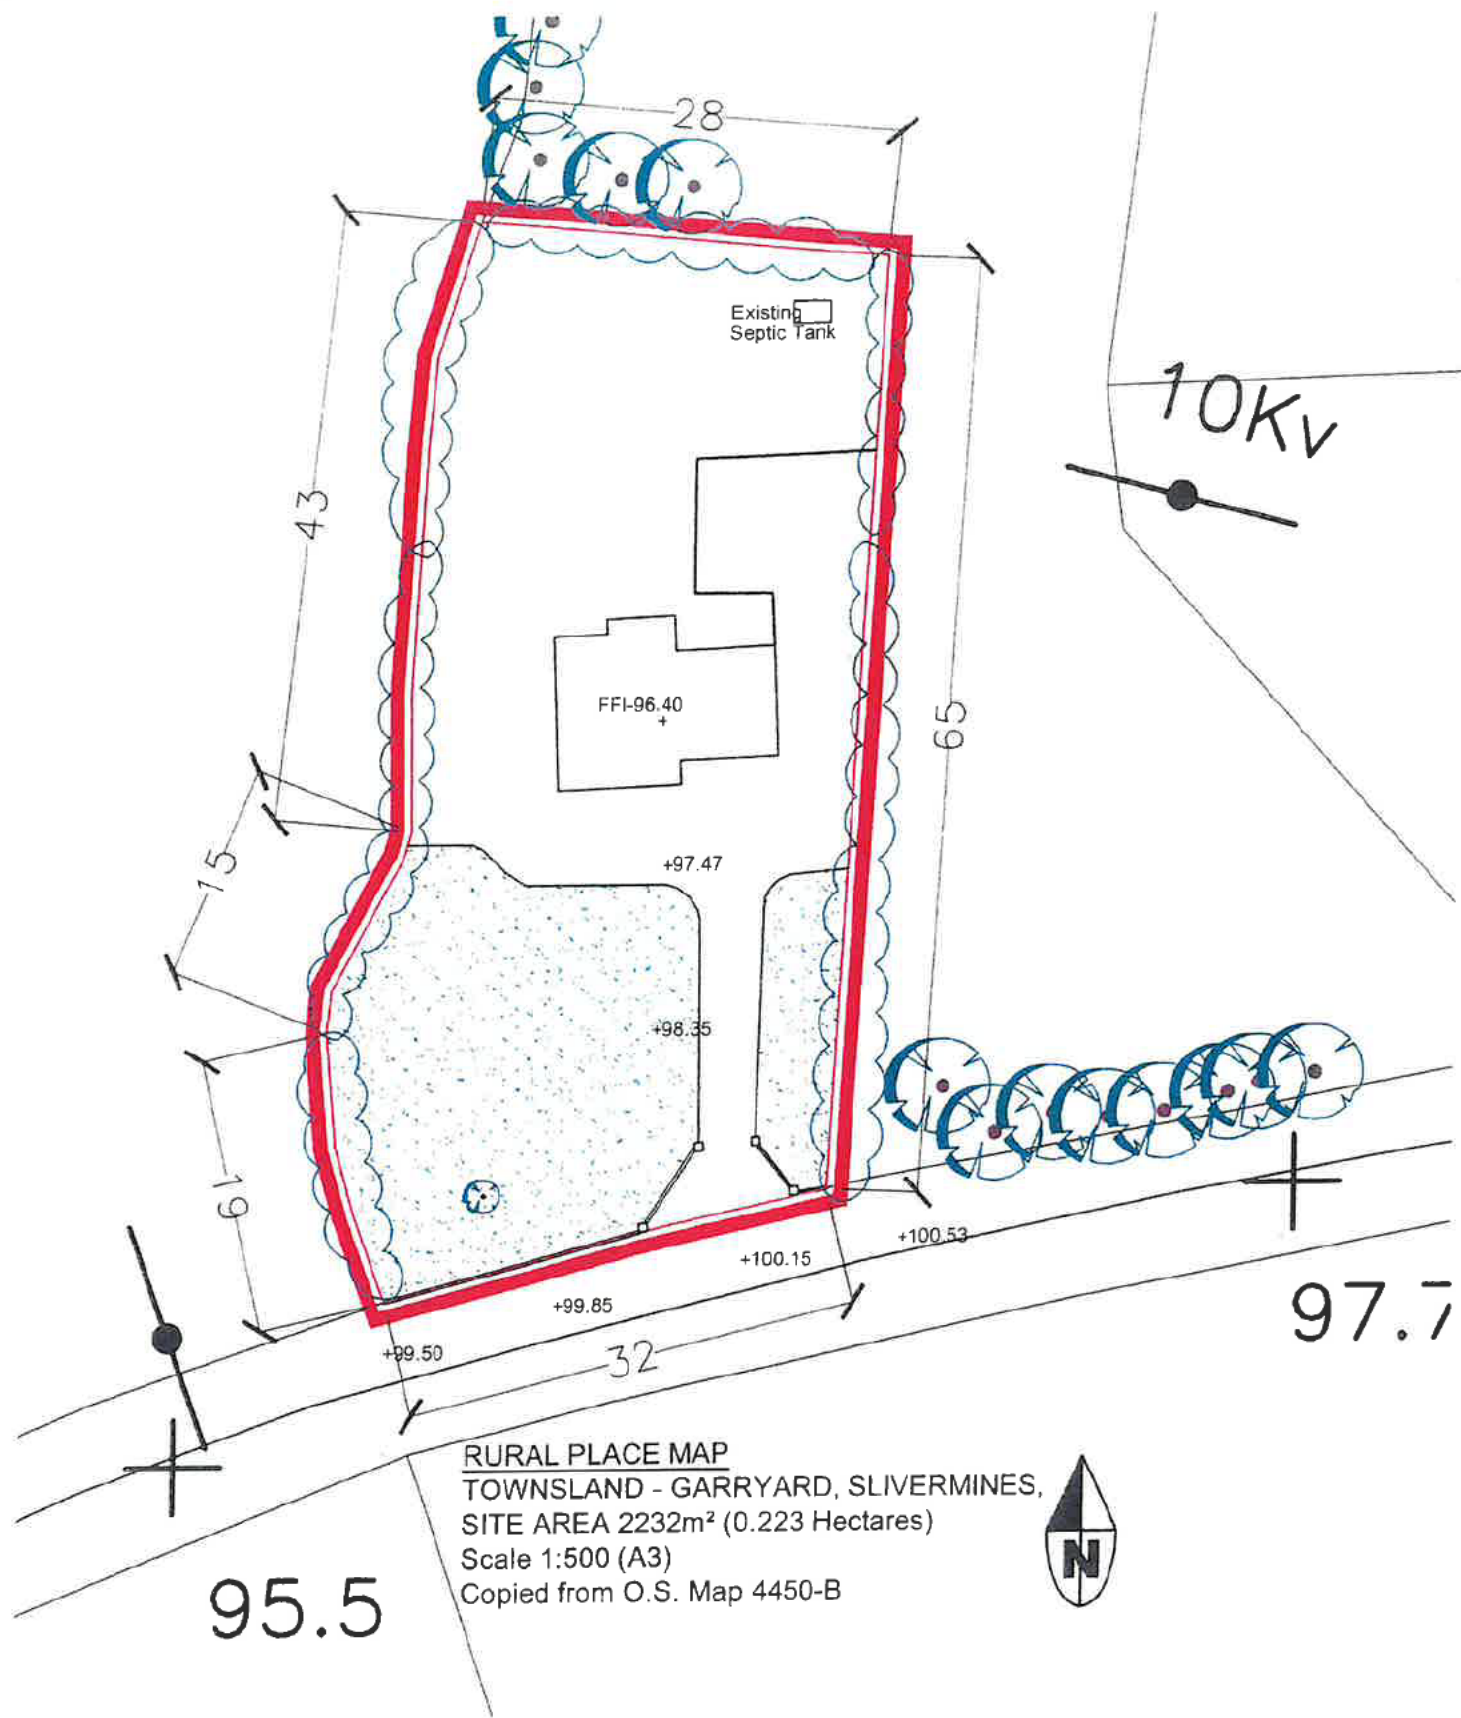 28
Existing
Septic Tank
10Kv
43
FFl-96.40
65
15
+97.47
+98.35
19
+100.53
+100.15
+99.85
+99.50
32
97.7
RURAL PLACE MAP
TOWNSLAND - GARRYARD, SLIVERMINES,
SITE AREA 2232m² (0.223 Hectares)
Scale 1:500 (A3)
Copied from O.S. Map 4450-B
N
95.5